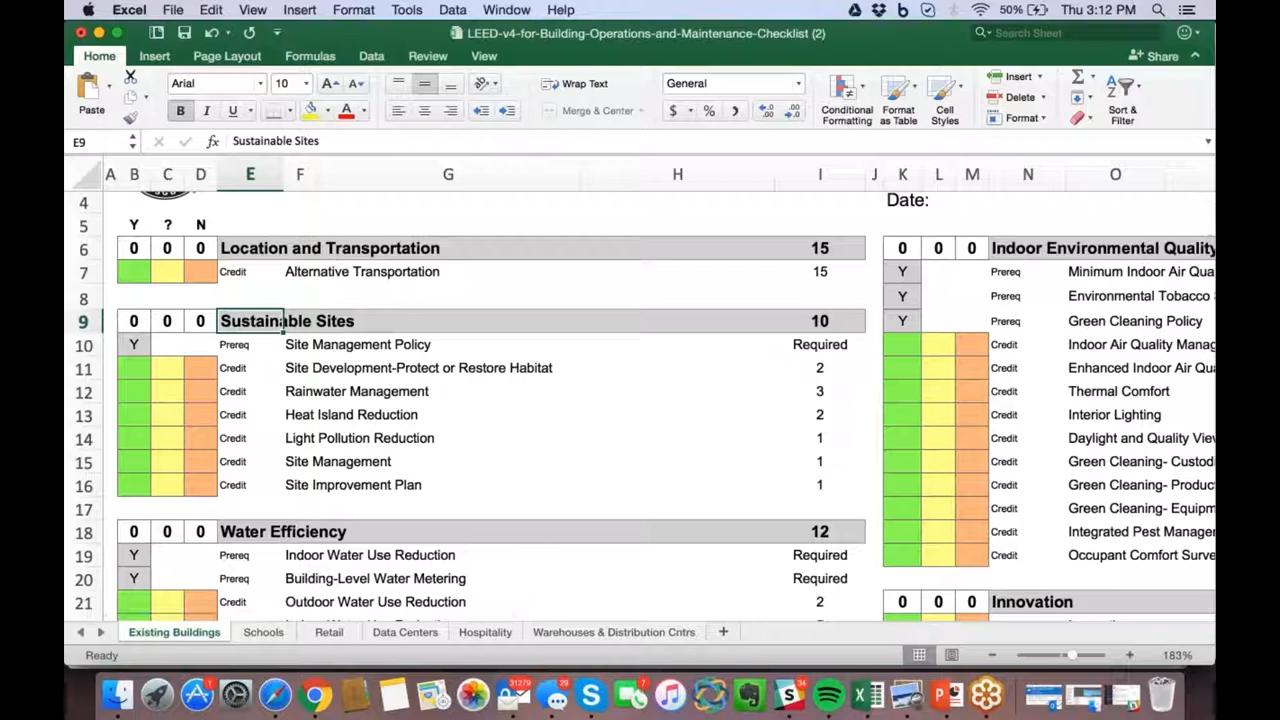 Excel File Edit View Insert Format Tools Data Window Help 50% Thu 3:12 PM
LEED-v4-for-Building-Operations-and-Maintenance-Checklist (2) Search Sheet
Home Insert Page Layout Formulas Data Review View Share
Paste Arial 10 Wrap Text General Insert
Merge & Center Conditional Formatting Format as Table Cell Styles Delete Sort & Filter
B I U A $ % Format
E9 fx Sustainable Sites
A B C D E F G H I J K L M N O
4 Date:
5 Y ? N
6 0 0 0 Location and Transportation 15 0 0 0 Indoor Environmental Quality
7 Credit Alternative Transportation 15 Y Prereq Minimum Indoor Air Qua
8 Y Prereq Environmental Tobacco
9 0 0 0 Sustainable Sites 10 Y Prereq Green Cleaning Policy
10 Y Prereq Site Management Policy Required Credit Indoor Air Quality Manag
11 Credit Site Development-Protect or Restore Habitat 2 Credit Enhanced Indoor Air Qua
12 Credit Rainwater Management 3 Credit Thermal Comfort
13 Credit Heat Island Reduction 2 Credit Interior Lighting
14 Credit Light Pollution Reduction 1 Credit Daylight and Quality View
15 Credit Site Management 1 Credit Green Cleaning- Custod
16 Credit Site Improvement Plan 1 Credit Green Cleaning- Produc
17 Credit Green Cleaning- Equipm
18 0 0 0 Water Efficiency 12 Credit Integrated Pest Manager
19 Y Prereq Indoor Water Use Reduction Required Credit Occupant Comfort Surve
20 Y Prereq Building-Level Water Metering Required
21 Credit Outdoor Water Use Reduction 2 0 0 0 Innovation
Existing Buildings Schools Retail Data Centers Hospitality Warehouses & Distribution Cntrs +
Ready 183%
31279 29 7 34